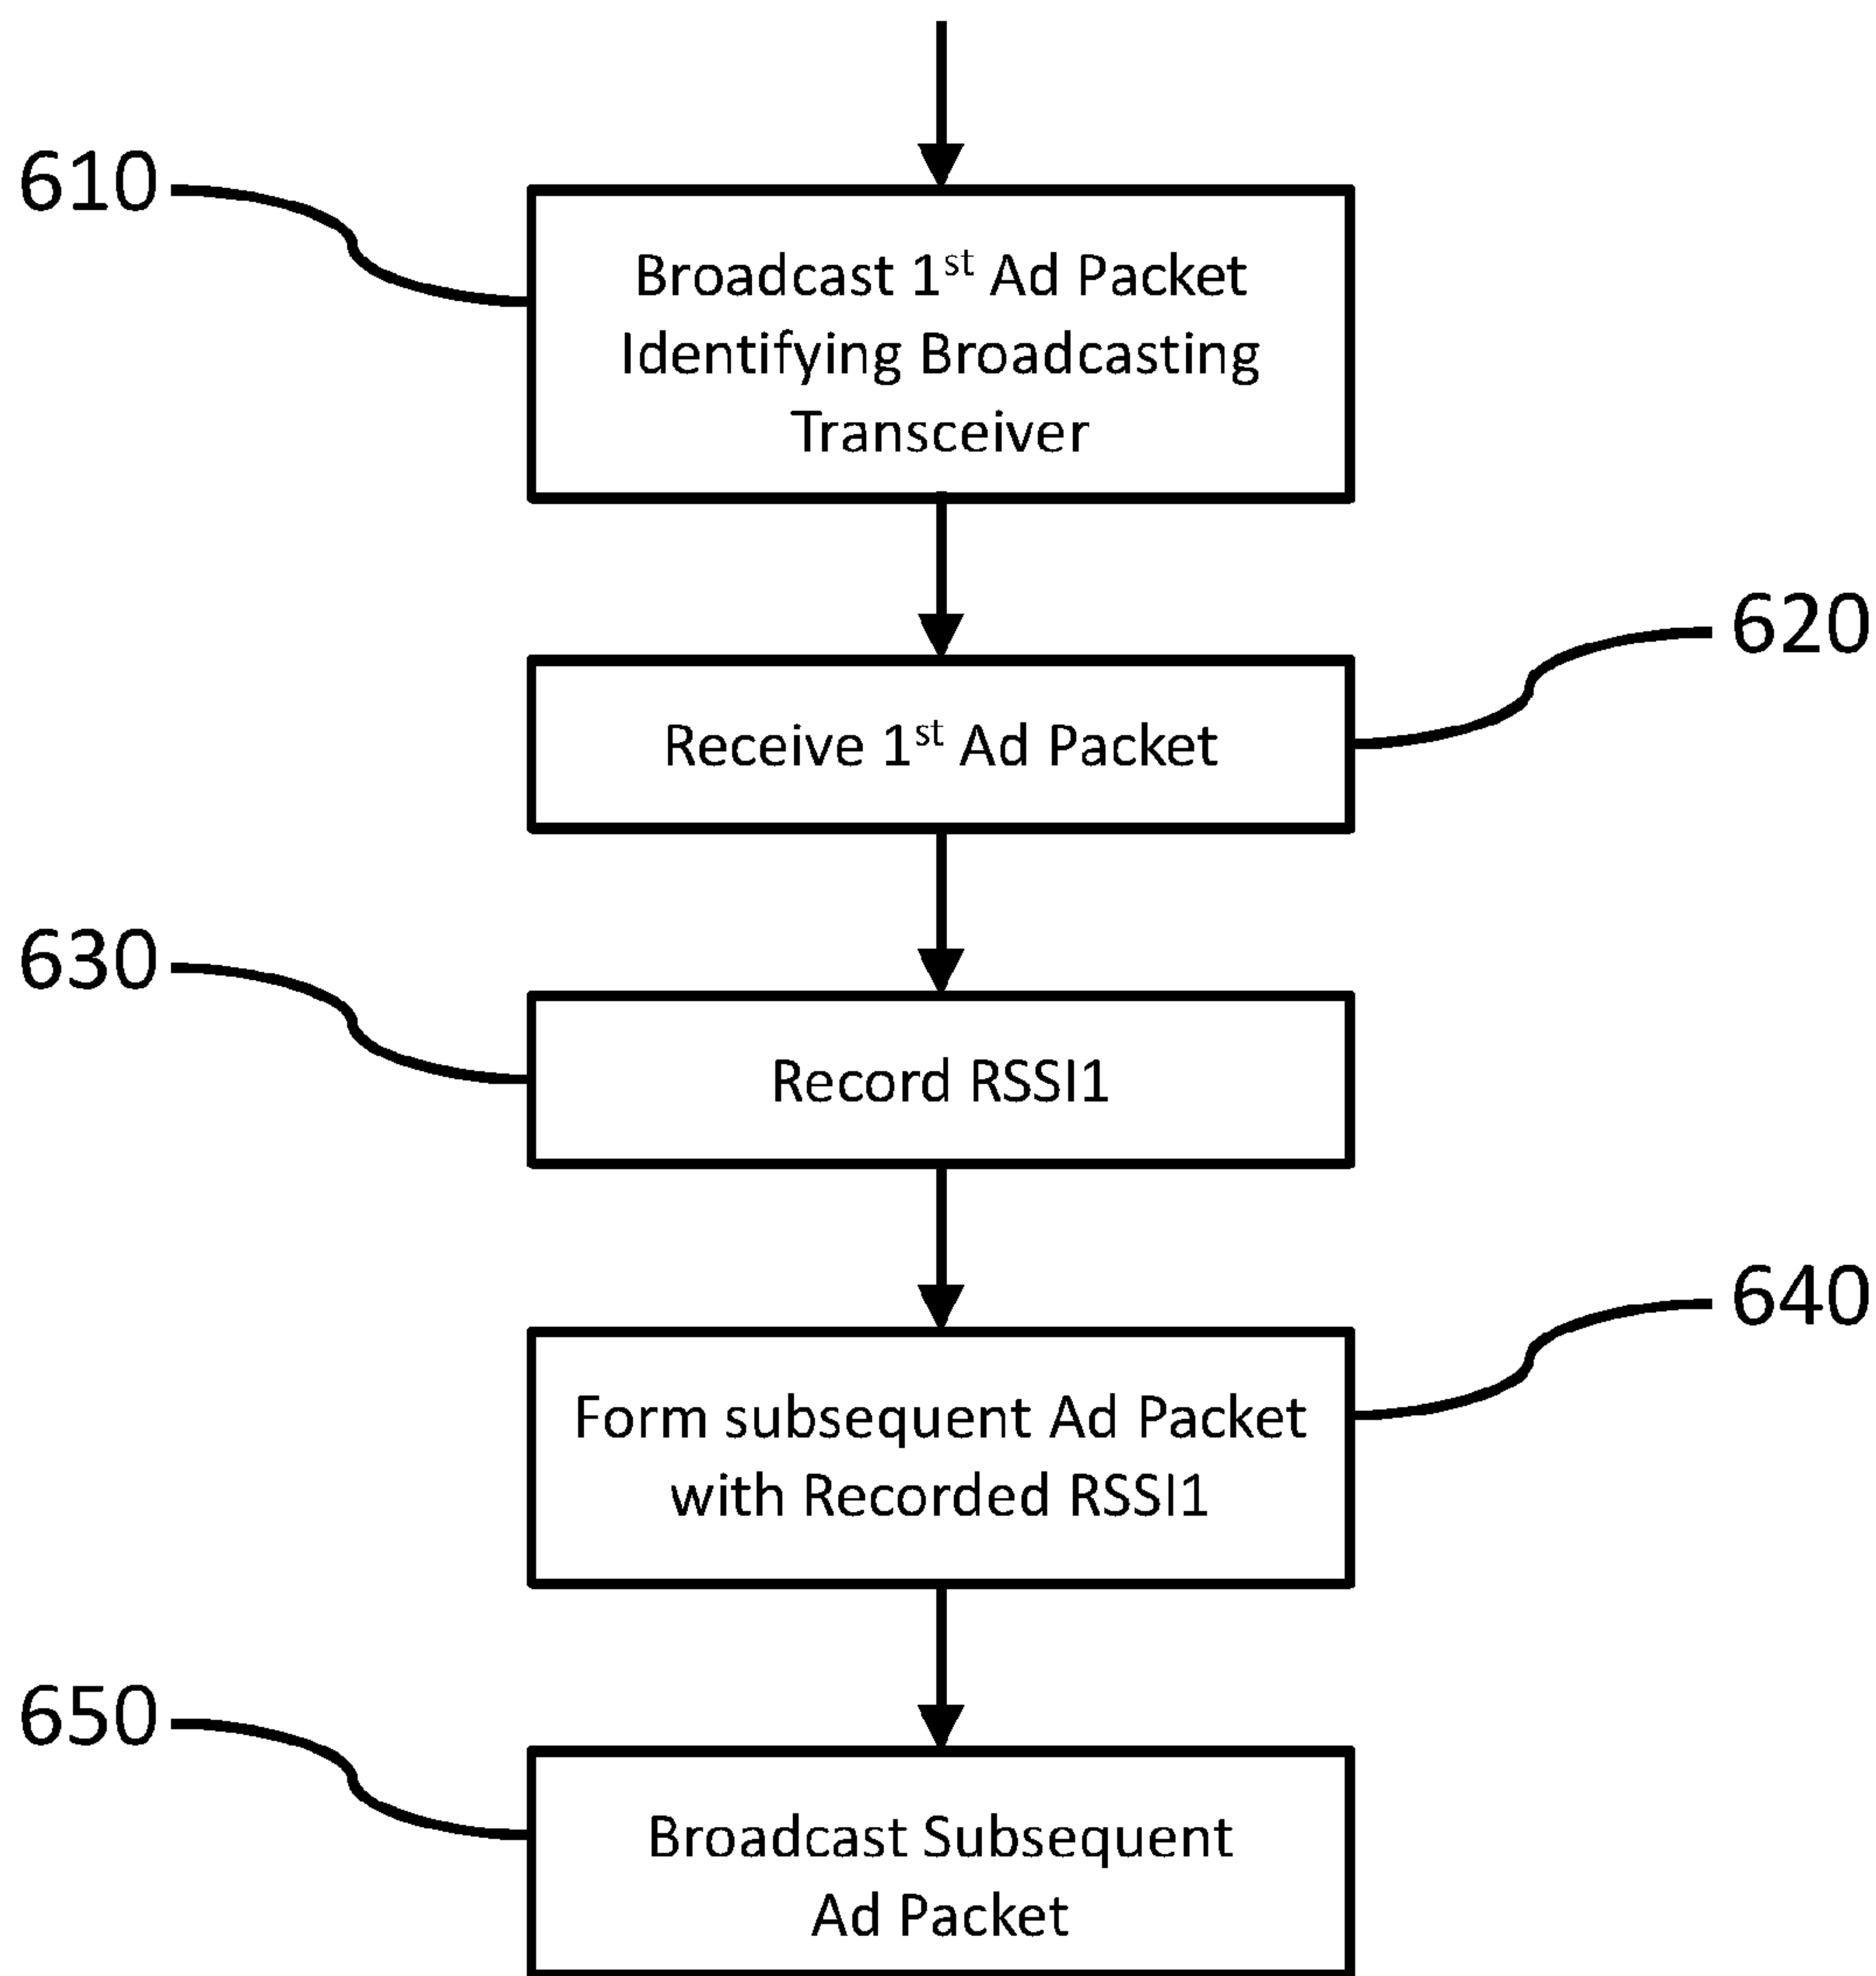 610
Broadcast 1st Ad Packet
Identifying Broadcasting
Transceiver
620
Receive 1st Ad Packet
630
Record RSSI1
640
Form subsequent Ad Packet
with Recorded RSSI1
650
Broadcast Subsequent
Ad Packet